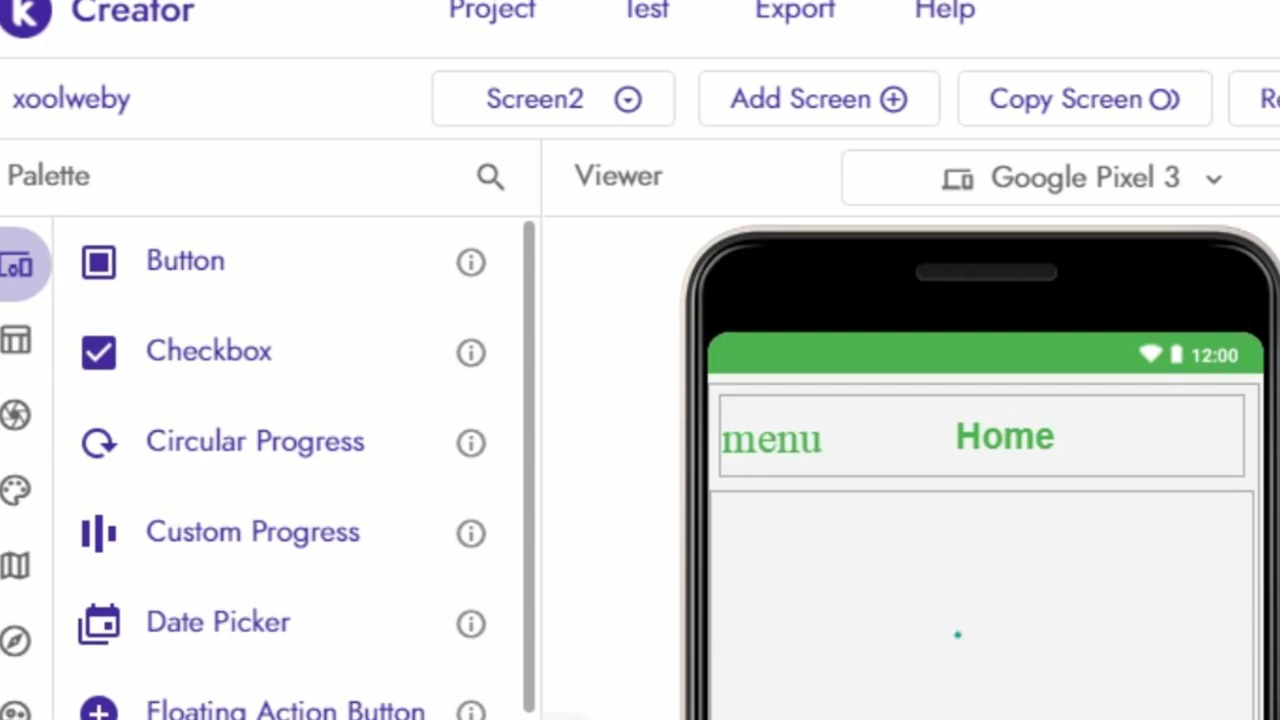 Creator
Project Test Export Help
xoolweby
Screen2
Add Screen
Copy Screen
Palette
Viewer
Google Pixel 3
Button
Checkbox
Circular Progress
Custom Progress
Date Picker
Floating Action Button
12:00
menu
Home